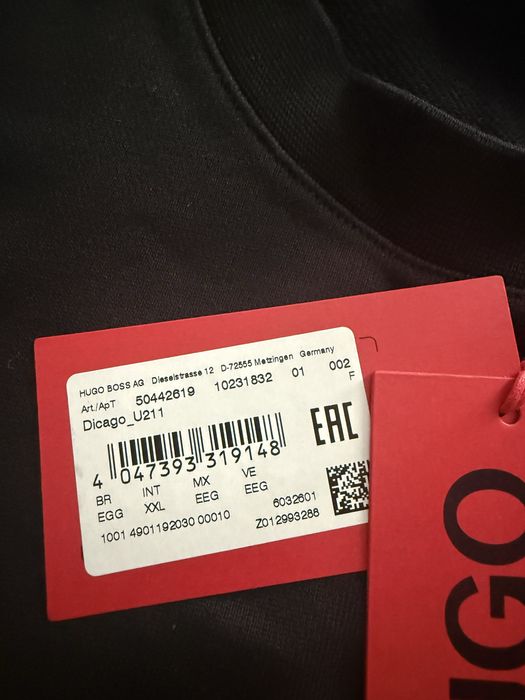 HUGO BOSS AG Dieselstrasse 12 D-72555 Metzingen Germany
Art./ApT 50442619 10231832 01 002
Dicago_U211 F
EAC
4 047393 319148
BR INT MX VE
EGG XXL EEG EEG
6032601
1001 4901192030 00010 Z012993288
HUGO